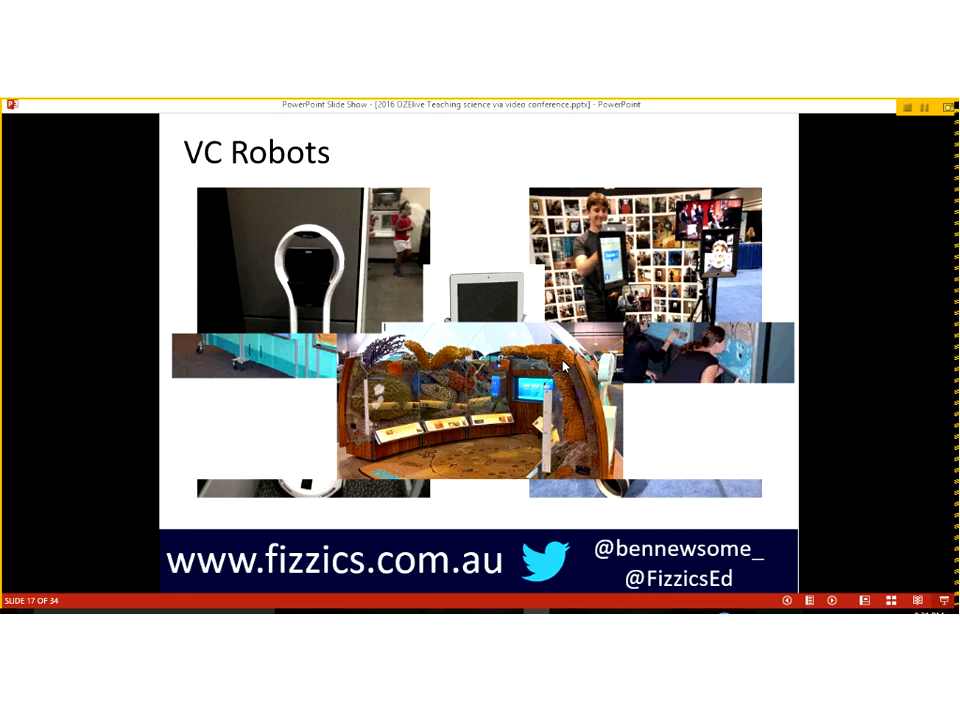 PowerPoint Slide Show - [2016 OZElive Teaching science via video conference.pptx] - PowerPoint
VC Robots
www.fizzics.com.au
@bennewsome_
@FizzicsEd
SLIDE 17 OF 34